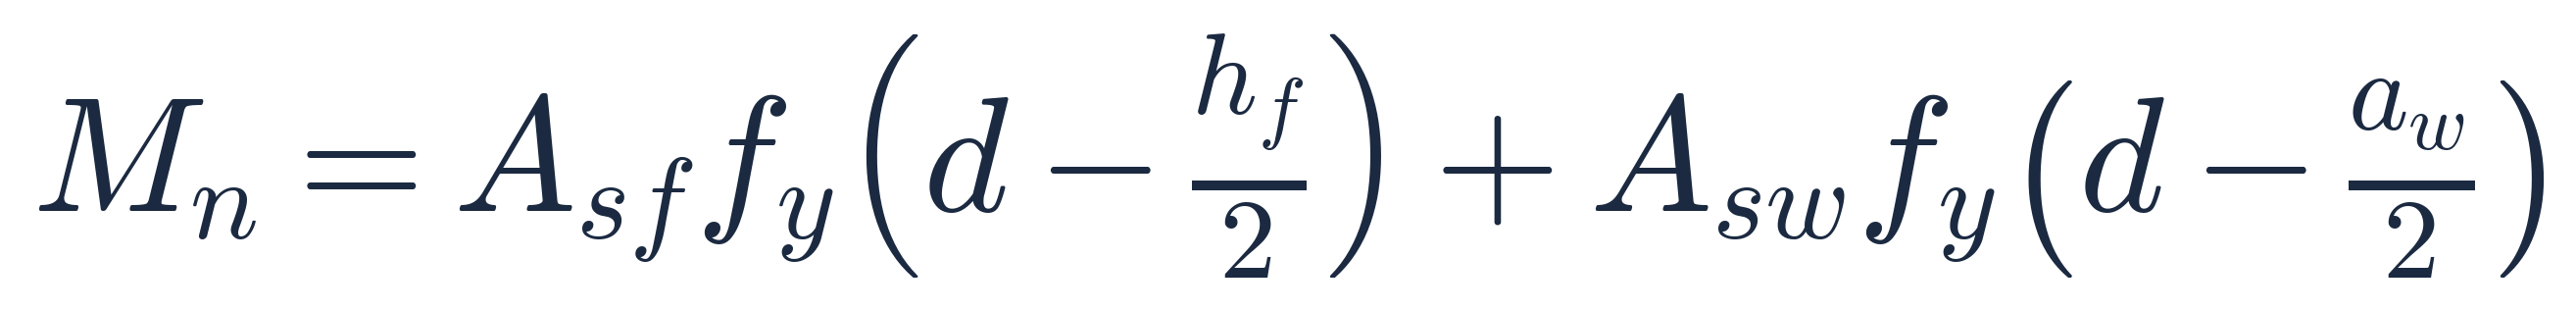 M_n = A_{sf} f_y \left( d - \frac{h_f}{2} \right) + A_{sw} f_y \left( d - \frac{a_w}{2} \right)